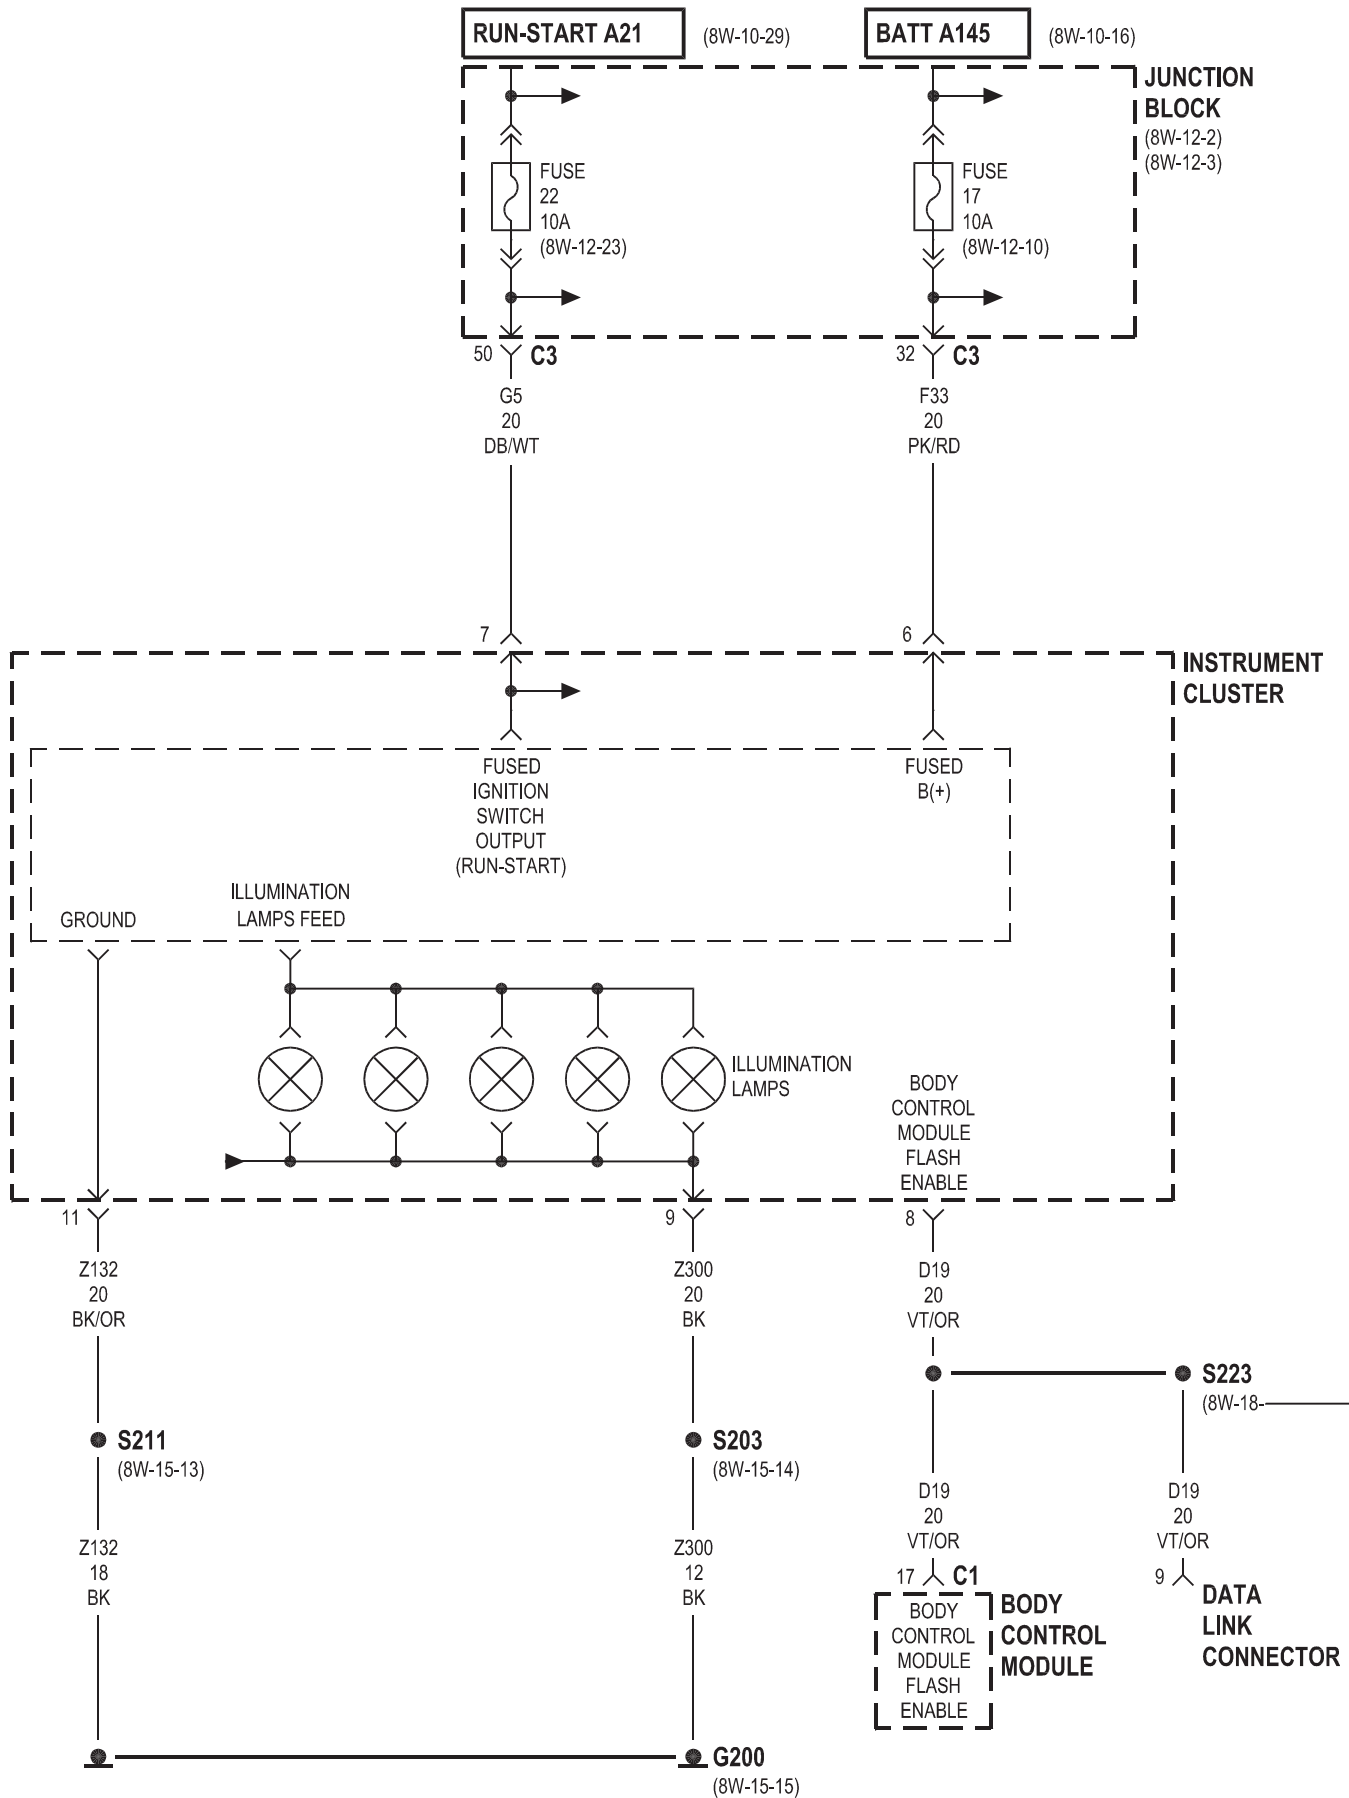 RUN-START A21
(8W-10-29)
BATT A145
(8W-10-16)
JUNCTION
BLOCK
(8W-12-2)
(8W-12-3)
FUSE
22
10A
(8W-12-23)
FUSE
17
10A
(8W-12-10)
50
C3
32
C3
G5
20
DB/WT
F33
20
PK/RD
7
6
INSTRUMENT
CLUSTER
FUSED
IGNITION
SWITCH
OUTPUT
(RUN-START)
FUSED
B(+)
GROUND
ILLUMINATION
LAMPS FEED
ILLUMINATION
LAMPS
BODY
CONTROL
MODULE
FLASH
ENABLE
11
9
8
Z132
20
BK/OR
Z300
20
BK
D19
20
VT/OR
S211
(8W-15-13)
S203
(8W-15-14)
S223
(8W-18-
Z132
18
BK
Z300
12
BK
D19
20
VT/OR
D19
20
VT/OR
17
C1
9
BODY
CONTROL
MODULE
FLASH
ENABLE
BODY
CONTROL
MODULE
DATA
LINK
CONNECTOR
G200
(8W-15-15)